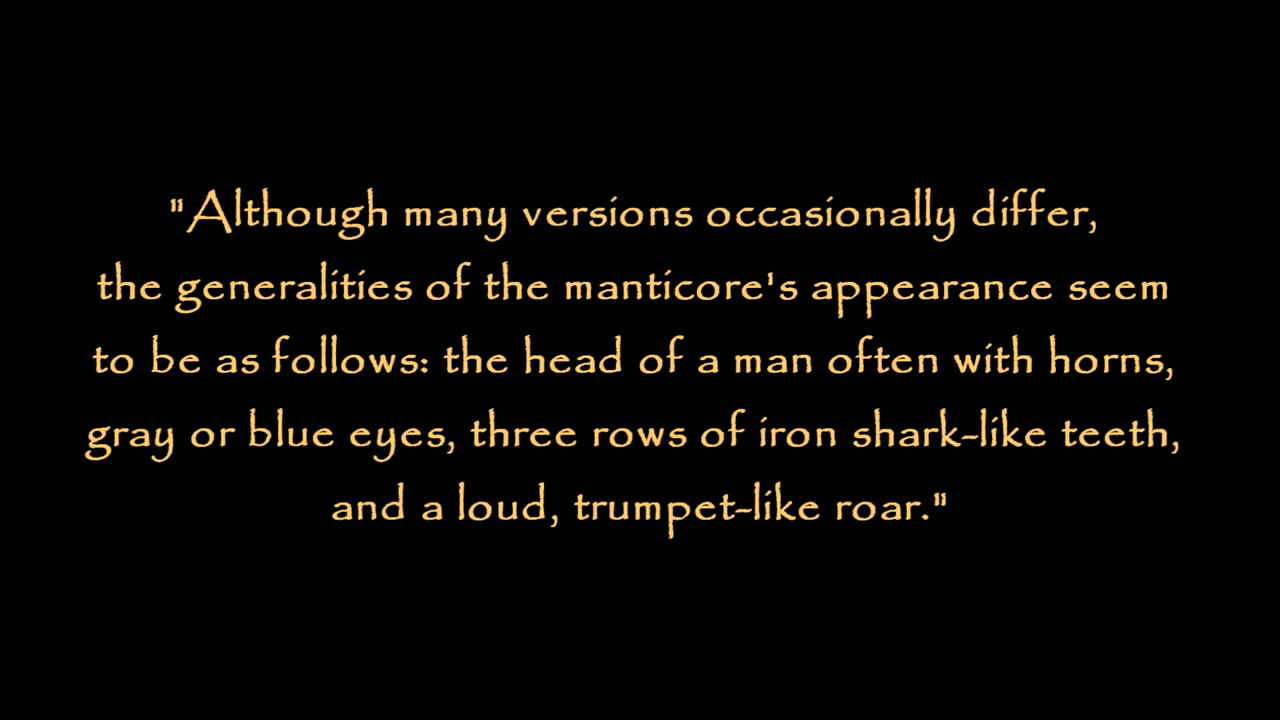 "Although many versions occasionally differ,
the generalities of the manticore's appearance seem
to be as follows: the head of a man often with horns,
gray or blue eyes, three rows of iron shark-like teeth,
and a loud, trumpet-like roar."